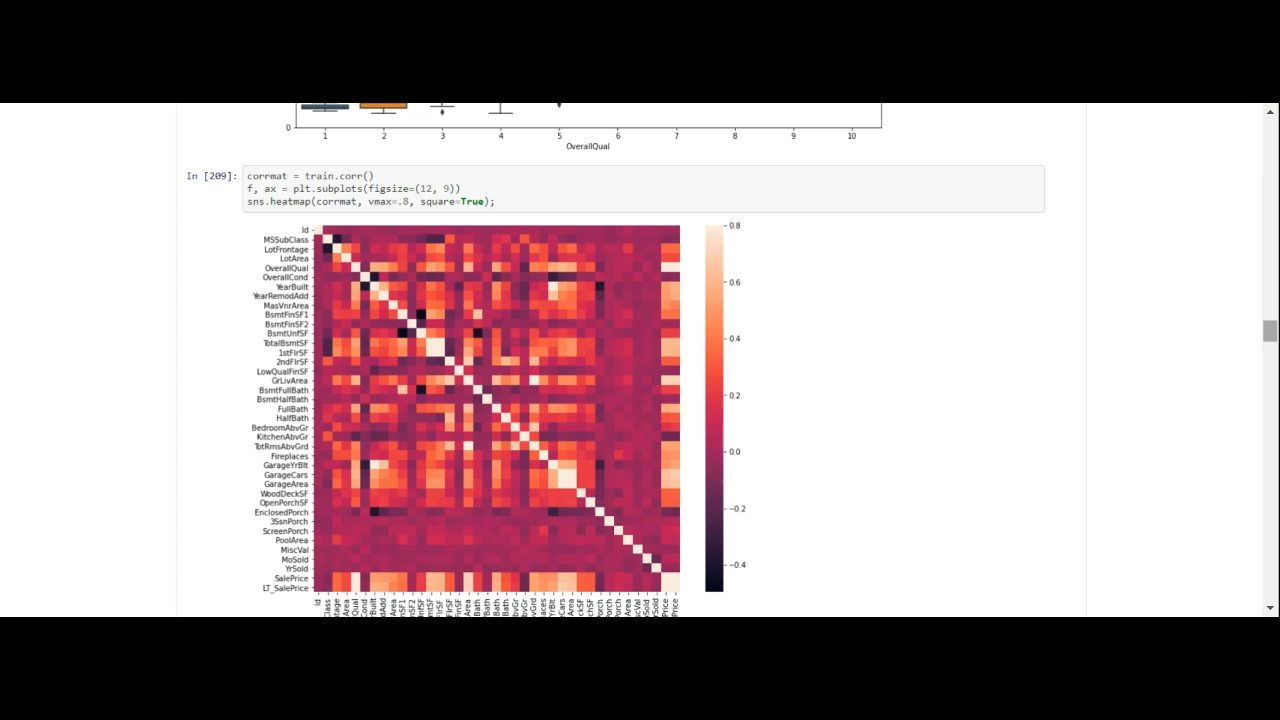 0
1 2 3 4 5 6 7 8 9 10
OverallQual
In [209]:
corrmat = train.corr()
f, ax = plt.subplots(figsize=(12, 9))
sns.heatmap(corrmat, vmax=.8, square=True);
Id
MSSubClass
LotFrontage
LotArea
OverallQual
OverallCond
YearBuilt
YearRemodAdd
MasVnrArea
BsmtFinSF1
BsmtFinSF2
BsmtUnfSF
TotalBsmtSF
1stFlrSF
2ndFlrSF
LowQualFinSF
GrLivArea
BsmtFullBath
BsmtHalfBath
FullBath
HalfBath
BedroomAbvGr
KitchenAbvGr
TotRmsAbvGrd
Fireplaces
GarageYrBlt
GarageCars
GarageArea
WoodDeckSF
OpenPorchSF
EnclosedPorch
3SsnPorch
ScreenPorch
PoolArea
MiscVal
MoSold
YrSold
SalePrice
LT_SalePrice
0.8
0.6
0.4
0.2
0.0
−0.2
−0.4
Id